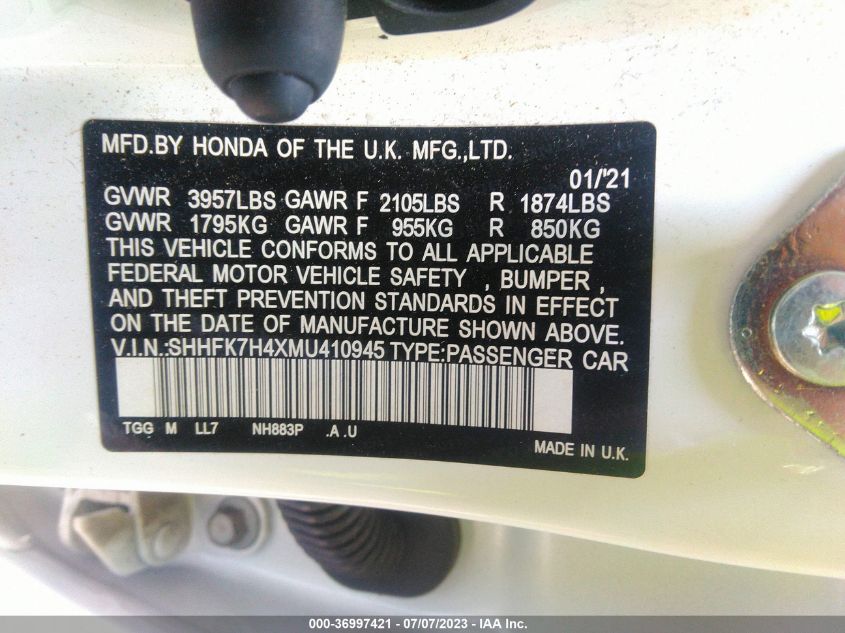 MFD.BY HONDA OF THE U.K. MFG.,LTD.
01/'21
GVWR 3957LBS GAWR F 2105LBS R 1874LBS
GVWR 1795KG GAWR F 955KG R 850KG
THIS VEHICLE CONFORMS TO ALL APPLICABLE
FEDERAL MOTOR VEHICLE SAFETY , BUMPER ,
AND THEFT PREVENTION STANDARDS IN EFFECT
ON THE DATE OF MANUFACTURE SHOWN ABOVE.
V.I.N.:SHHFK7H4XMU410945 TYPE:PASSENGER CAR
TGG M LL7 NH883P .A .U
MADE IN U.K.
000-36997421 - 07/07/2023 - IAA Inc.